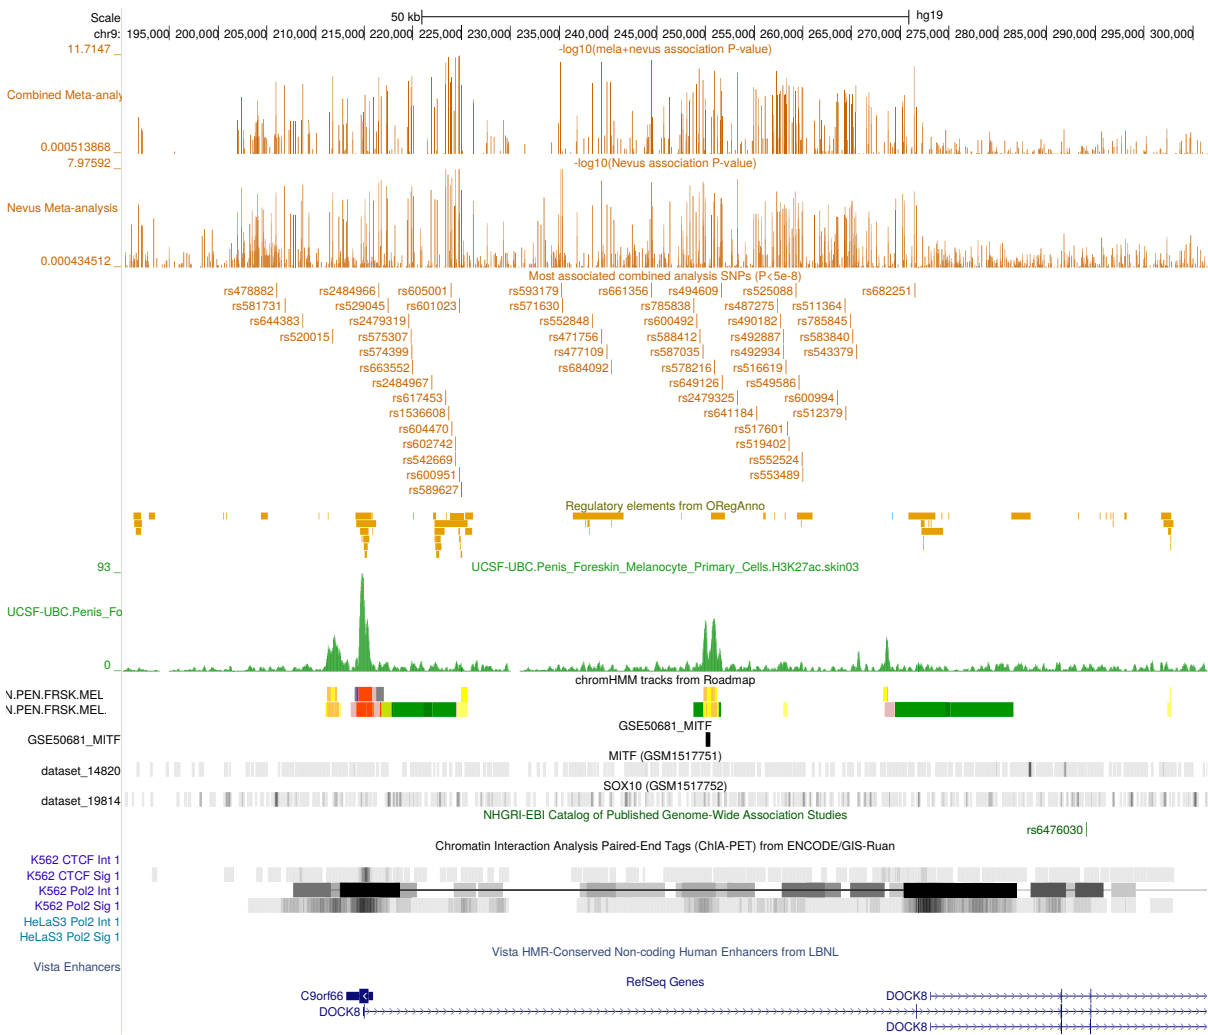 Scale 50 kb hg19
chr9: 195,000 200,000 205,000 210,000 215,000 220,000 225,000 230,000 235,000 240,000 245,000 250,000 255,000 260,000 265,000 270,000 275,000 280,000 285,000 290,000 295,000 300,000
11.7147 _ -log10(mela+nevus association P-value)
Combined Meta-analy
0.000513868 _
7.97592 _ -log10(Nevus association P-value)
Nevus Meta-analysis
0.000434512 _
Most associated combined analysis SNPs (P<5e-8)
rs478882 rs2484966 rs605001 rs593179 rs661356 rs494609 rs525088 rs682251
rs581731 rs529045 rs601023 rs571630 rs785838 rs487275 rs511364
rs644383 rs2479319 rs552848 rs600492 rs490182 rs785845
rs520015 rs575307 rs471756 rs588412 rs492887 rs583840
rs574399 rs477109 rs587035 rs492934 rs543379
rs663552 rs684092 rs578216 rs516619
rs2484967 rs649126 rs549586
rs617453 rs2479325 rs600994
rs1536608 rs641184 rs512379
rs604470 rs517601
rs602742 rs519402
rs542669 rs552524
rs600951 rs553489
rs589627
Regulatory elements from ORegAnno
93 _ UCSF-UBC.Penis_Foreskin_Melanocyte_Primary_Cells.H3K27ac.skin03
UCSF-UBC.Penis_Fo
0 _
chromHMM tracks from Roadmap
N.PEN.FRSK.MEL
N.PEN.FRSK.MEL.
GSE50681_MITF
GSE50681_MITF
MITF (GSM1517751)
dataset_14820
SOX10 (GSM1517752)
dataset_19814
NHGRI-EBI Catalog of Published Genome-Wide Association Studies
rs6476030
Chromatin Interaction Analysis Paired-End Tags (ChIA-PET) from ENCODE/GIS-Ruan
K562 CTCF Int 1
K562 CTCF Sig 1
K562 Pol2 Int 1
K562 Pol2 Sig 1
HeLaS3 Pol2 Int 1
HeLaS3 Pol2 Sig 1
Vista HMR-Conserved Non-coding Human Enhancers from LBNL
Vista Enhancers
RefSeq Genes
C9orf66 DOCK8
DOCK8
DOCK8